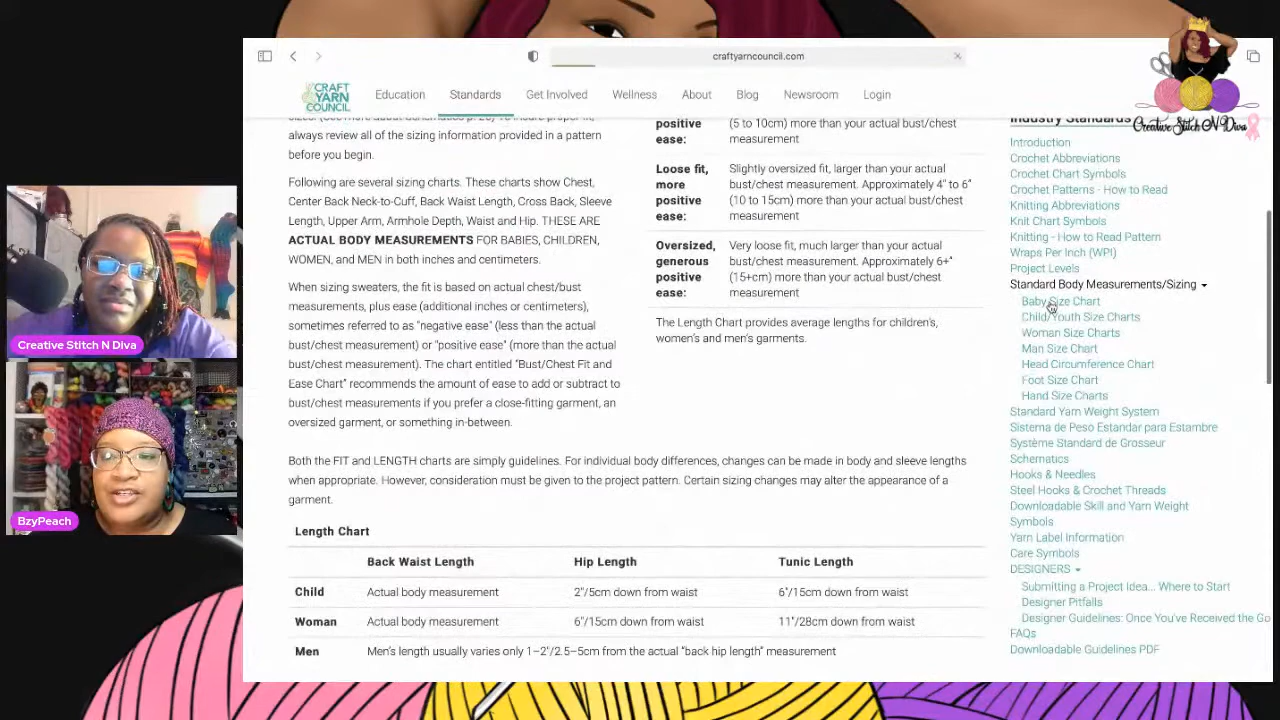 craftyarncouncil.com
CRAFT
YARN
COUNCIL
Education
Standards
Get Involved
Wellness
About
Blog
Newsroom
Login
Creative Stitch N Diva
always review all of the sizing information provided in a pattern
before you begin.
Following are several sizing charts. These charts show Chest,
Center Back Neck-to-Cuff, Back Waist Length, Cross Back, Sleeve
Length, Upper Arm, Armhole Depth, Waist and Hip. THESE ARE
ACTUAL BODY MEASUREMENTS FOR BABIES, CHILDREN,
WOMEN, and MEN in both inches and centimeters.
When sizing sweaters, the fit is based on actual chest/bust
measurements, plus ease (additional inches or centimeters),
sometimes referred to as "negative ease" (less than the actual
bust/chest measurement) or "positive ease" (more than the actual
bust/chest measurement). The chart entitled "Bust/Chest Fit and
Ease Chart" recommends the amount of ease to add or subtract to
bust/chest measurements if you prefer a close-fitting garment, an
oversized garment, or something in-between.
positive ease:
(5 to 10cm) more than your actual bust/chest
measurement
Loose fit, more positive ease:
Slightly oversized fit, larger than your actual
bust/chest measurement. Approximately 4" to 6"
(10 to 15cm) more than your actual bust/chest
measurement
Oversized, generous positive ease:
Very loose fit, much larger than your actual
bust/chest measurement. Approximately 6+"
(15+cm) more than your actual bust/chest
measurement
The Length Chart provides average lengths for children's,
women's and men's garments.
Both the FIT and LENGTH charts are simply guidelines. For individual body differences, changes can be made in body and sleeve lengths
when appropriate. However, consideration must be given to the project pattern. Certain sizing changes may alter the appearance of a
garment.
Length Chart
Back Waist Length Hip Length Tunic Length
Child Actual body measurement 2"/5cm down from waist 6"/15cm down from waist
Woman Actual body measurement 6"/15cm down from waist 11"/28cm down from waist
Men Men's length usually varies only 1–2"/2.5–5cm from the actual "back hip length" measurement
Industry Standards
Introduction
Crochet Abbreviations
Crochet Chart Symbols
Crochet Patterns - How to Read
Knitting Abbreviations
Knit Chart Symbols
Knitting - How to Read Pattern
Wraps Per Inch (WPI)
Project Levels
Standard Body Measurements/Sizing
Baby Size Chart
Child/Youth Size Charts
Woman Size Charts
Man Size Chart
Head Circumference Chart
Foot Size Chart
Hand Size Charts
Standard Yarn Weight System
Sistema de Peso Estandar para Estambre
Système Standard de Grosseur
Schematics
Hooks & Needles
Steel Hooks & Crochet Threads
Downloadable Skill and Yarn Weight
Symbols
Yarn Label Information
Care Symbols
DESIGNERS
Submitting a Project Idea... Where to Start
Designer Pitfalls
Designer Guidelines: Once You've Received the Go
FAQs
Downloadable Guidelines PDF
Creative Stitch N Diva
BzyPeach